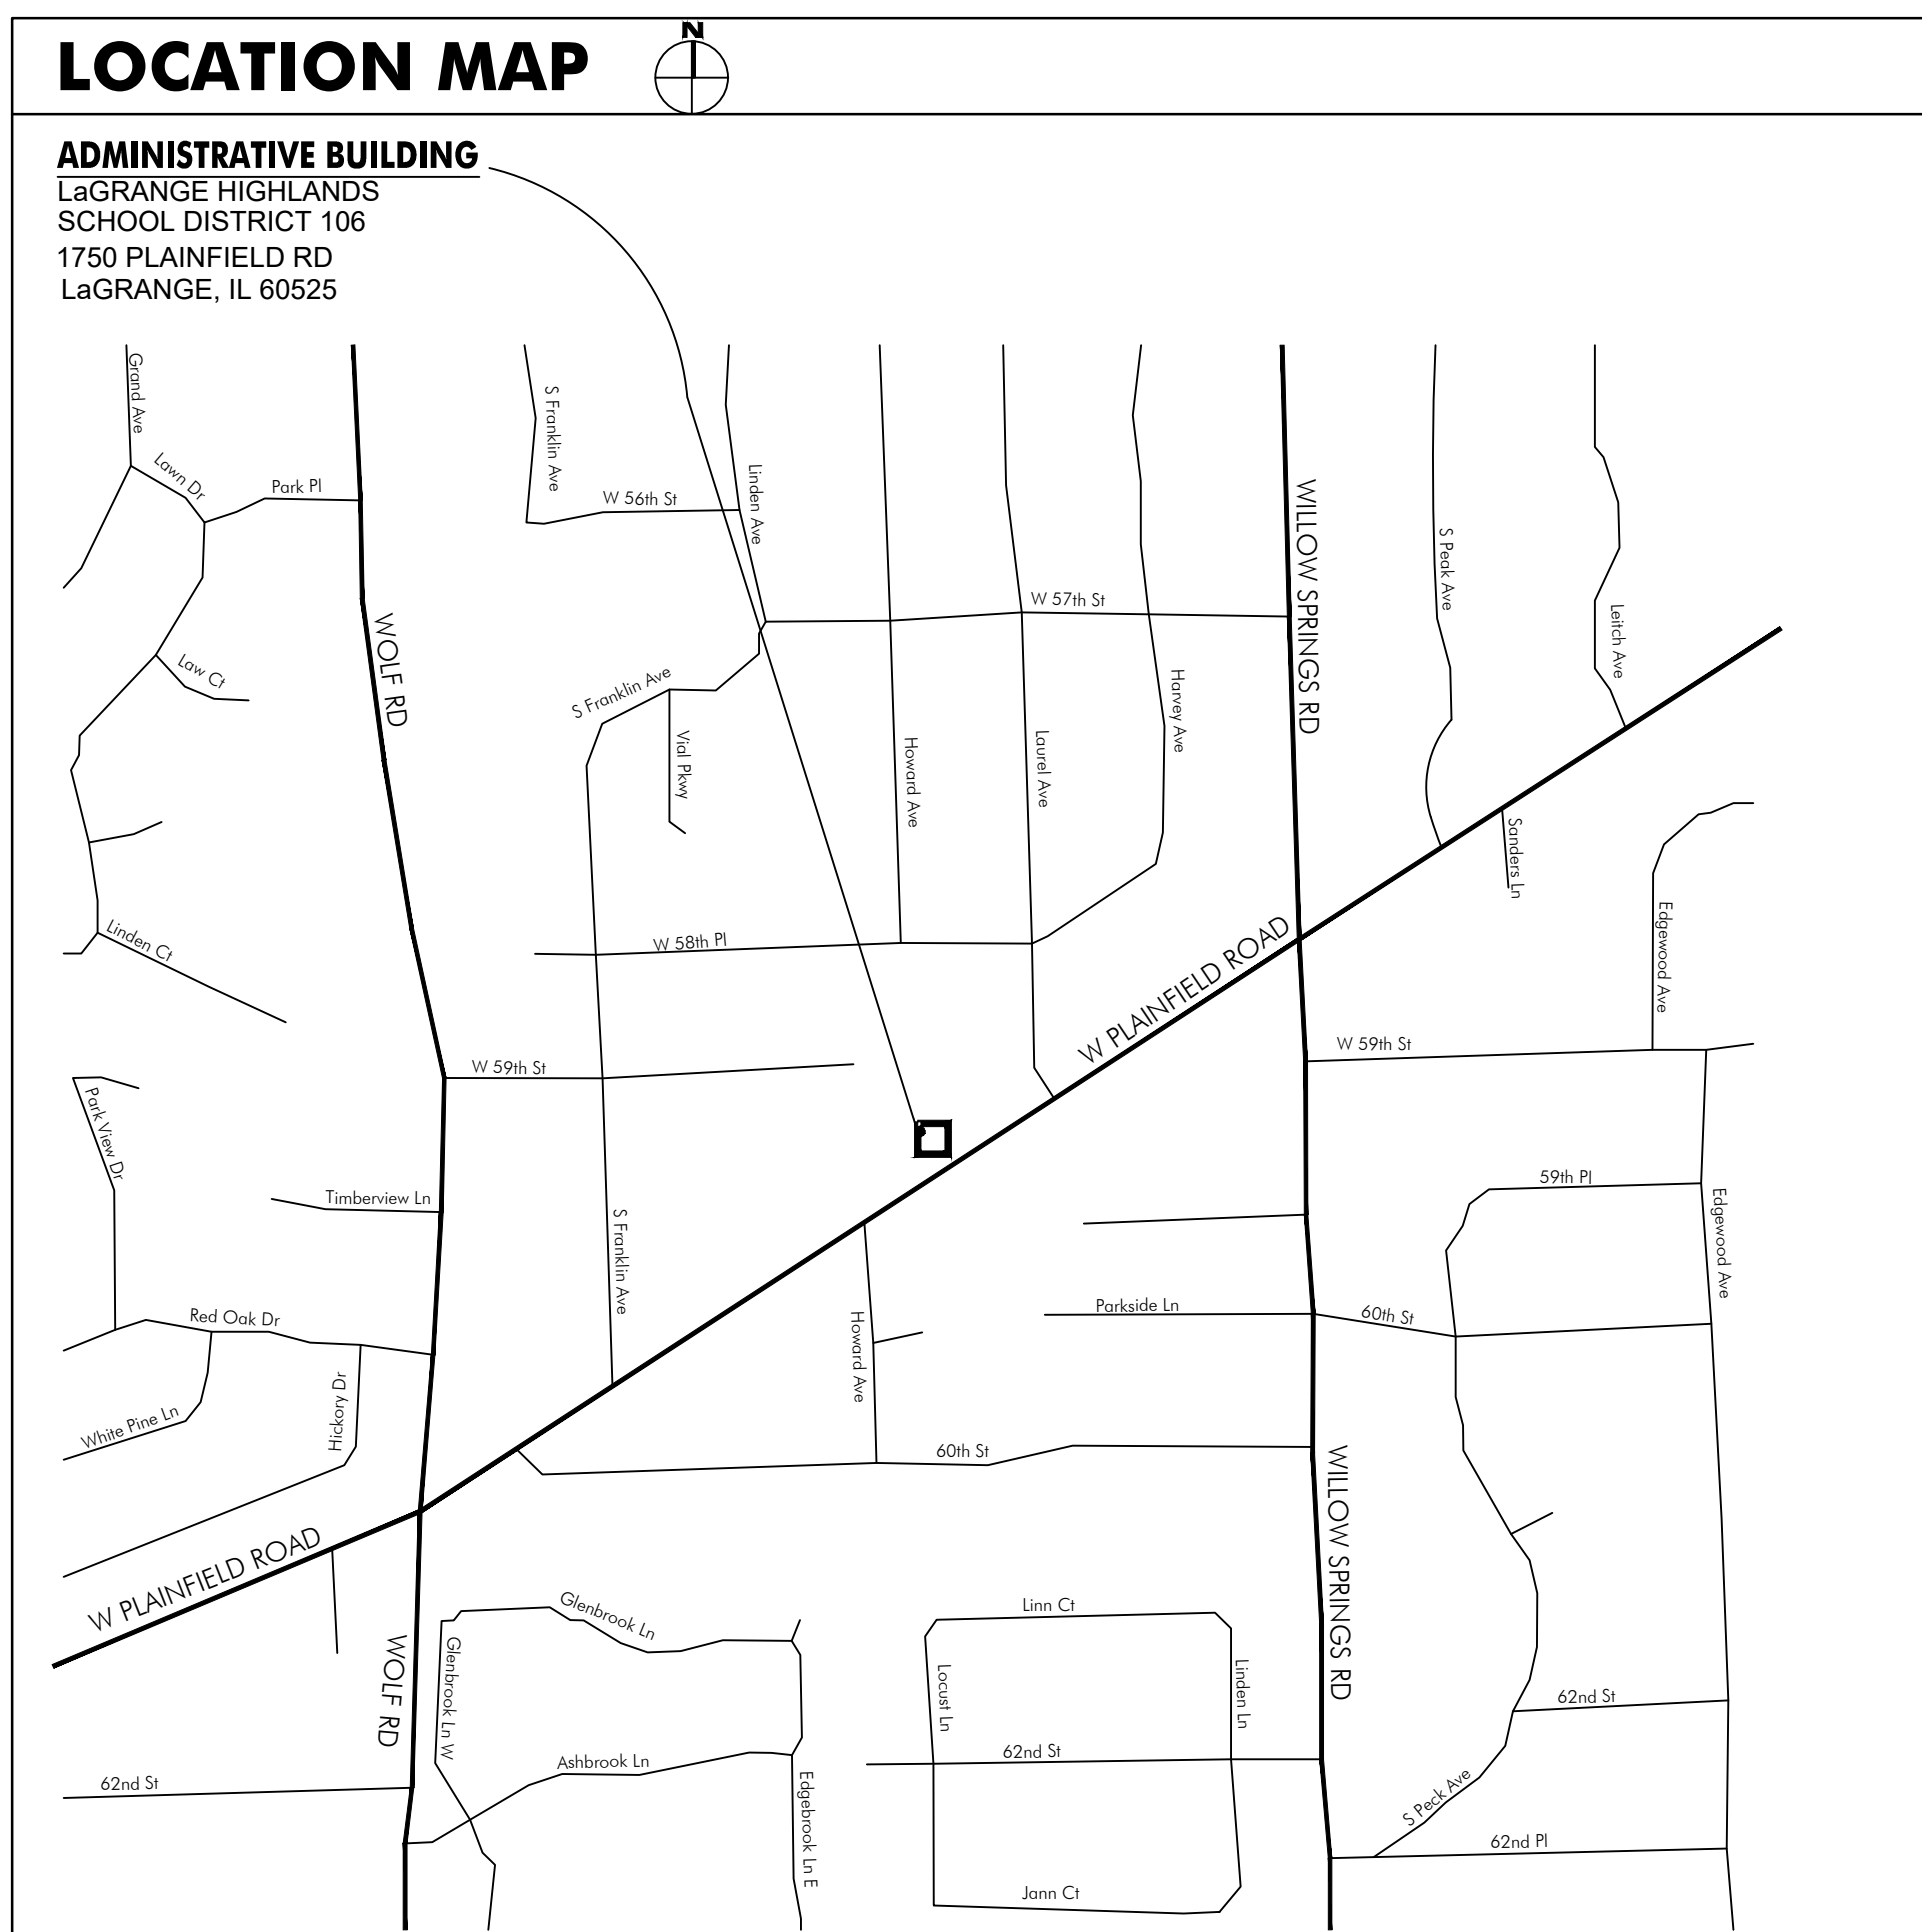 LOCATION MAP
N
ADMINISTRATIVE BUILDING
LaGRANGE HIGHLANDS
SCHOOL DISTRICT 106
1750 PLAINFIELD RD
LaGRANGE, IL 60525
Grand Ave
Lawn Dr
Park Pl
S Franklin Ave
W 56th St
Linden Ave
WILLOW SPRINGS RD
S Peak Ave
W 57th St
Leitch Ave
WOLF RD
Law Ct
S Franklin Ave
Vial Pkwy
Howard Ave
Laurel Ave
Harvey Ave
Sanders Ln
Linden Ct
W 58th Pl
W PLAINFIELD ROAD
Edgewood Ave
W 59th St
W 59th St
Park View Dr
Timberview Ln
S Franklin Ave
59th Pl
Edgewood Ave
Red Oak Dr
Howard Ave
Parkside Ln
60th St
White Pine Ln
Hickory Dr
60th St
WILLOW SPRINGS RD
W PLAINFIELD ROAD
WOLF RD
Glenbrook Ln
Glenbrook Ln W
Linn Ct
Locust Ln
Linden Ln
62nd St
62nd St
Ashbrook Ln
Edgebrook Ln E
62nd St
S Peck Ave
62nd Pl
Jann Ct